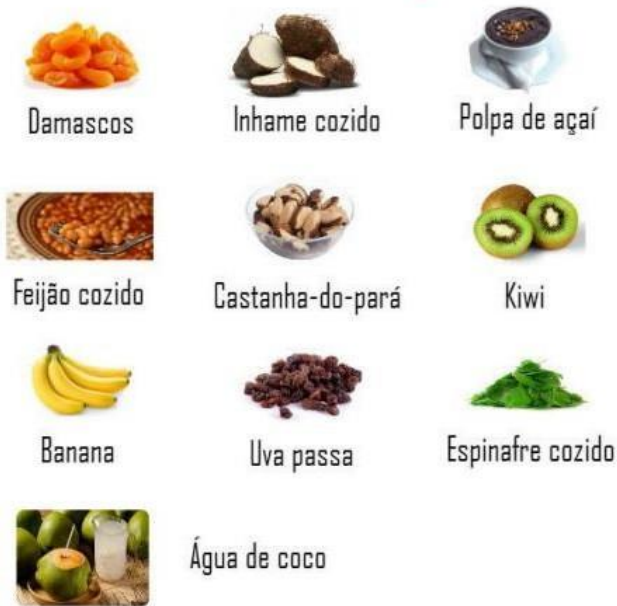 Damascos
Inhame cozido
Polpa de açaí
Feijão cozido
Castanha-do-pará
Kiwi
Banana
Uva passa
Espinafre cozido
Água de coco